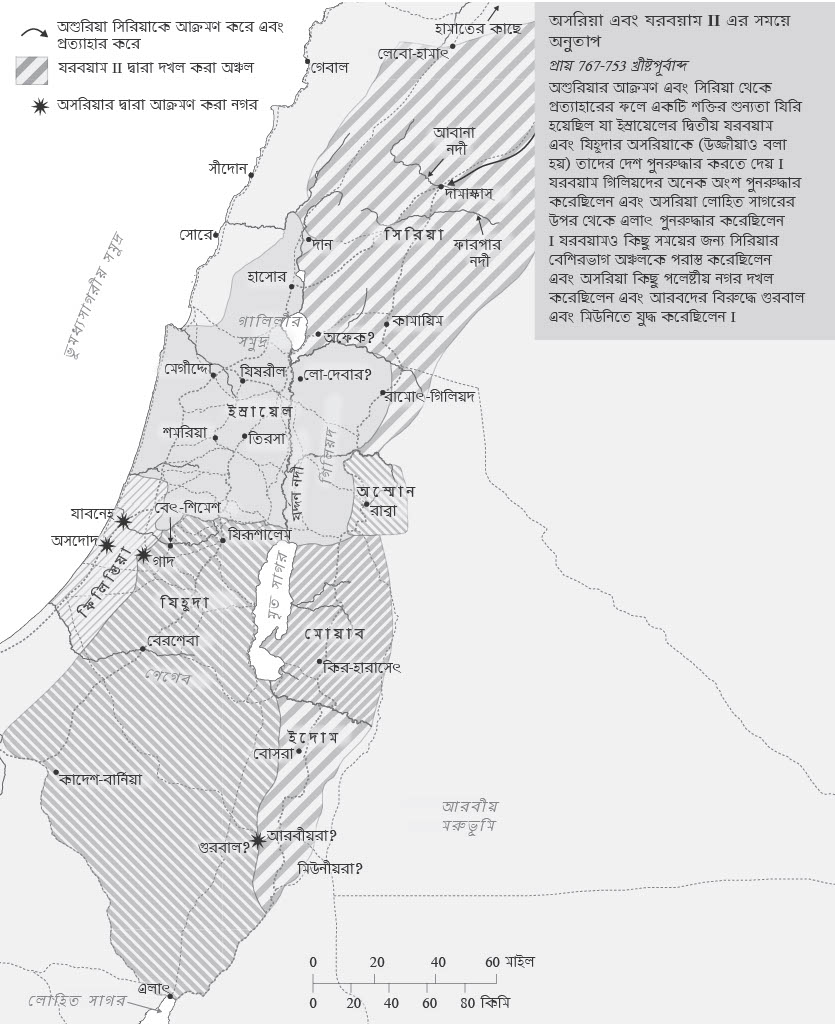 অশুরিয়া সিরিয়াকে আক্রমণ করে এবং
প্রত্যাহার করে
যরবয়াম II দ্বারা দখল করা অঞ্চল
অসরিয়ার দ্বারা আক্রমণ করা নগর
অসরিয়া এবং যরবয়াম II এর সময়ে
অনুতাপ
প্রায় 767-753 খ্রীষ্টপূর্বাব্দ
অশুরিয়ার আক্রমণ এবং সিরিয়া থেকে
প্রত্যাহারের ফলে একটি শক্তির শুন্যতা যিরি
হয়েছিল যা ইস্রায়েলের দ্বিতীয় যরবয়াম
এবং যিহূদার অসরিয়াকে (উজ্জীয়াও বলা
হয়) তাদের দেশ পুনরুদ্ধার করতে দেয় I
যরবয়াম গিলিয়দের অনেক অংশ পুনরুদ্ধার
করেছিলেন এবং অসরিয়া লোহিত সাগরের
উপর থেকে এলাৎ পুনরুদ্ধার করেছিলেন
I যরবয়ামও কিছু সময়ের জন্য সিরিয়ার
বেশিরভাগ অঞ্চলকে পরাস্ত করেছিলেন
এবং অসরিয়া কিছু পলেষ্টীয় নগর দখল
করেছিলেন এবং আরবদের বিরুদ্ধে গুরবাল
এবং মিউনিতে যুদ্ধ করেছিলেন I
হামাতের কাছে
লেবো-হামাৎ
গেবাল
আবানা
নদী
সীদোন
দামাস্কাস
সোরে
দান
সিরিয়া
ফারপার
নদী
ভুমধ্যসাগরীয় সমুদ্র
হাসোর
গালিলীর
সমুদ্র
কামায়িম
অফেক?
মেগীদ্দো
যিষরীল
লো-দেবার?
রামোৎ-গিলিয়দ
ইস্রায়েল
শমরিয়া
তিরসা
গিলিয়দ
যর্দ্দন নদী
অম্মোন
রাব্বা
যাবনেহ
বেৎ-শিমেশ
অসদোদ
যিরূশালেম
গাদ
ফিলিস্তিয়া
মৃত সাগর
যিহূদা
মোয়াব
বেরশেবা
কির-হারাসেৎ
নেগেব
ইদোম
বোসরা
কাদেশ-বার্নিয়া
আরবীয়
মরুভূমি
আরবীয়রা?
গুরবাল?
মিউনীয়রা?
0 20 40 60 মাইল
0 20 40 60 80 কিমি
এলাৎ
লোহিত সাগর